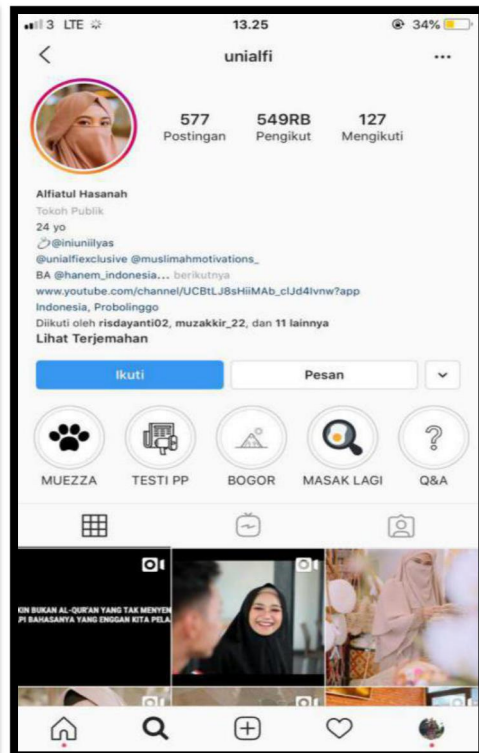 3 LTE 13.25 34%
unialfi
577 549RB 127
Postingan Pengikut Mengikuti
Alfiatul Hasanah
Tokoh Publik
24 yo
@iniuniilyas
@unialfiexclusive @muslimahmotivations_
BA @hanem_indonesia... berikutnya
www.youtube.com/channel/UCBtLJ8sHiiMAb_clJd4Ivnw?app
Indonesia, Probolinggo
Diikuti oleh risdayanti02, muzakkir_22, dan 11 lainnya
Lihat Terjemahan
Ikuti Pesan
MUEZZA TESTI PP BOGOR MASAK LAGI Q&A
KIN BUKAN AL-QUR'AN YANG TAK MENYEN
PI BAHASANYA YANG ENGGAN KITA PELA